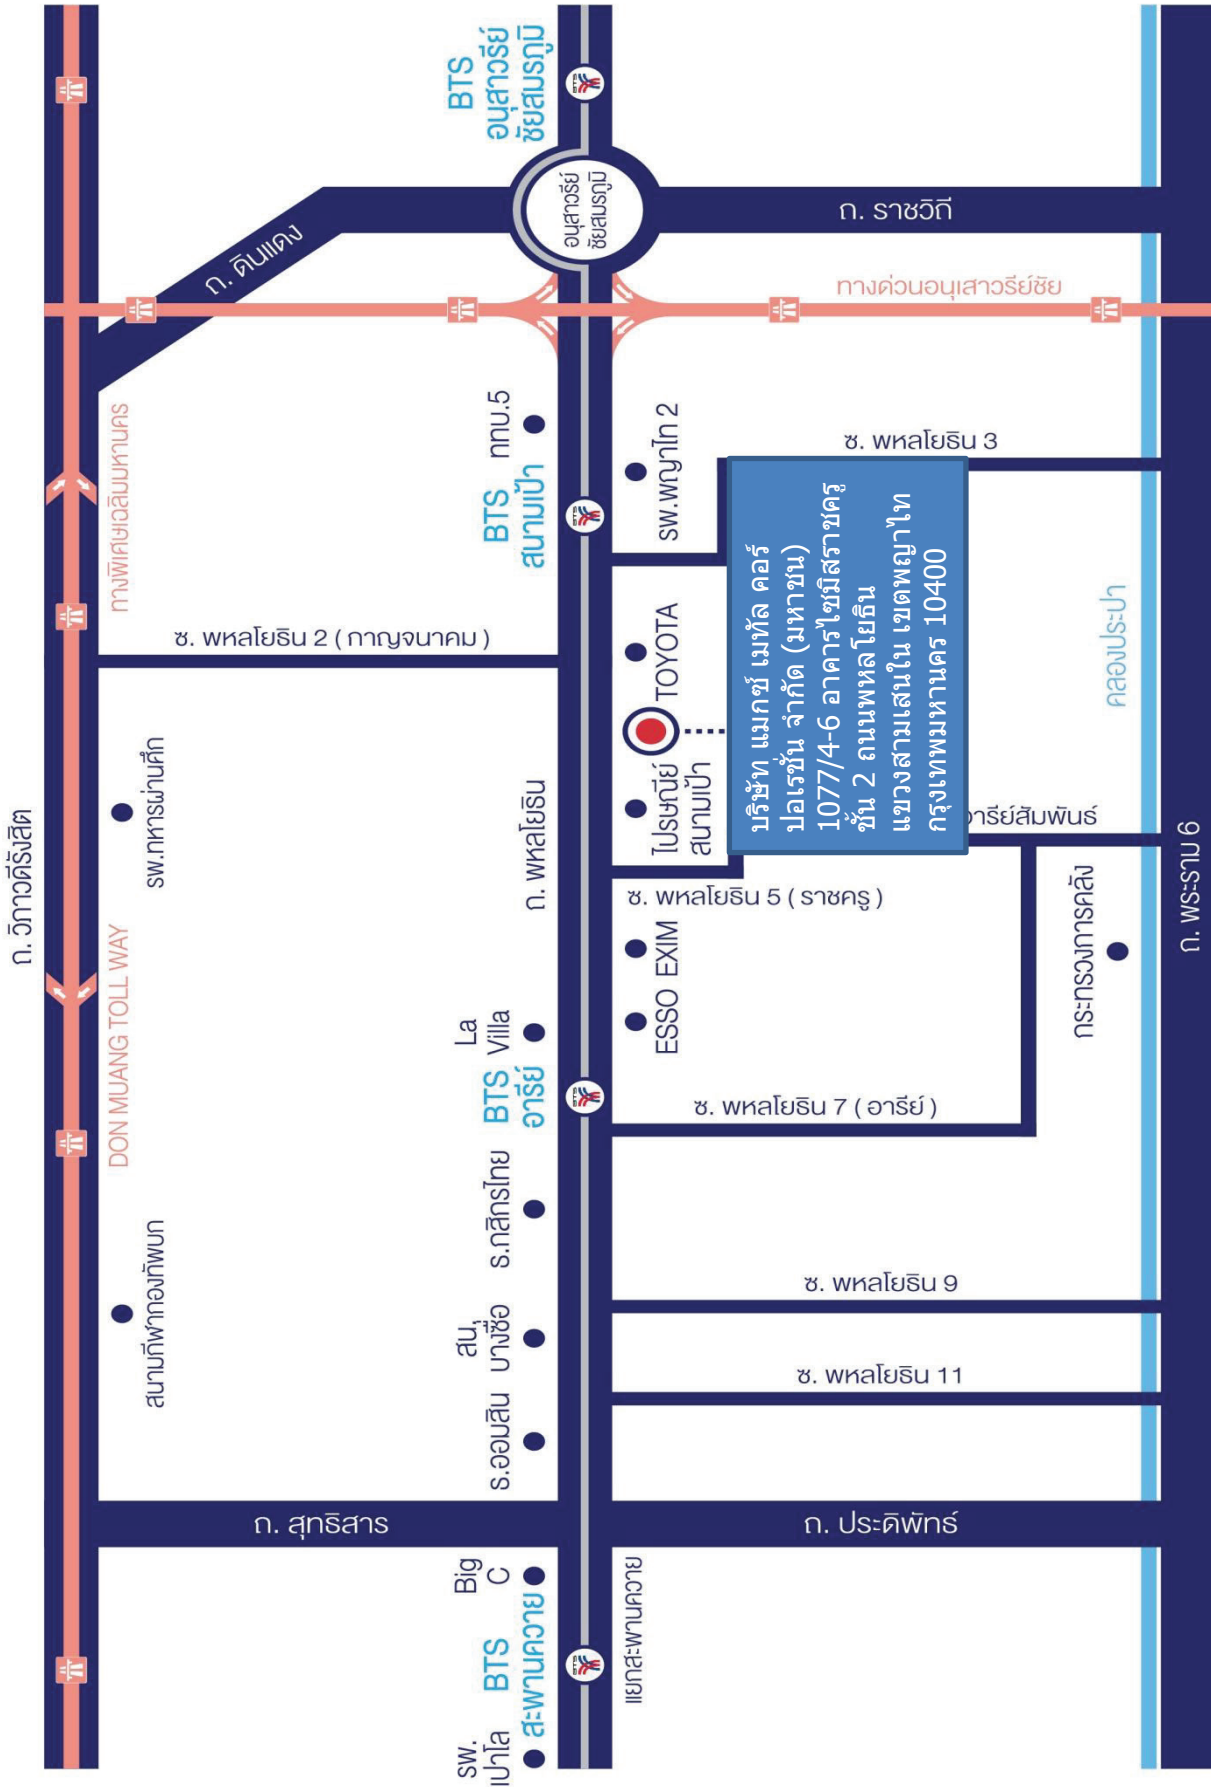 ถ. วิภาวดีรังสิต
ทางพิเศษเฉลิมมหานคร
DON MUANG TOLL WAY
รพ.ทหารผ่านศึก
สนามกีฬากองทัพบก
ถ. ดินแดง
ซ. พหลโยธิน 2 ( กาญจนาคม )
ถ. สุทธิสาร
BTS
อนุสาวรีย์
ชัยสมรภูมิ
อนุสาวรีย์
ชัยสมรภูมิ
ททบ.5
BTS
สนามเป้า
ถ. พหลโยธิน
La
Villa
BTS
อารีย์
ธ.กสิกรไทย
สน.
บางซื่อ
ธ.ออมสิน
Big
C
BTS
สะพานควาย
รพ.
เปาโล
แยกสะพานควาย
ถ. ราชวิถี
ทางด่วนอนุเสาวรีย์ชัย
รพ.พญาไท 2
ซ. พหลโยธิน 3
TOYOTA
ไปรษณีย์
สนามเป้า
บริษัท แมกซ์ เมทัล คอร์
ปอเรชั่น จำกัด (มหาชน)
1077/4-6 อาคารไซมิสราชครู
ชั้น 2 ถนนพหลโยธิน
แขวงสามเสนใน เขตพญาไท
กรุงเทพมหานคร 10400
ารีย์สัมพันธ์
ซ. พหลโยธิน 5 ( ราชครู )
EXIM
ESSO
ซ. พหลโยธิน 7 ( อารีย์ )
กระทรวงการคลัง
คลองประปา
ซ. พหลโยธิน 9
ซ. พหลโยธิน 11
ถ. ประดิพัทธ์
ถ. พระราม 6